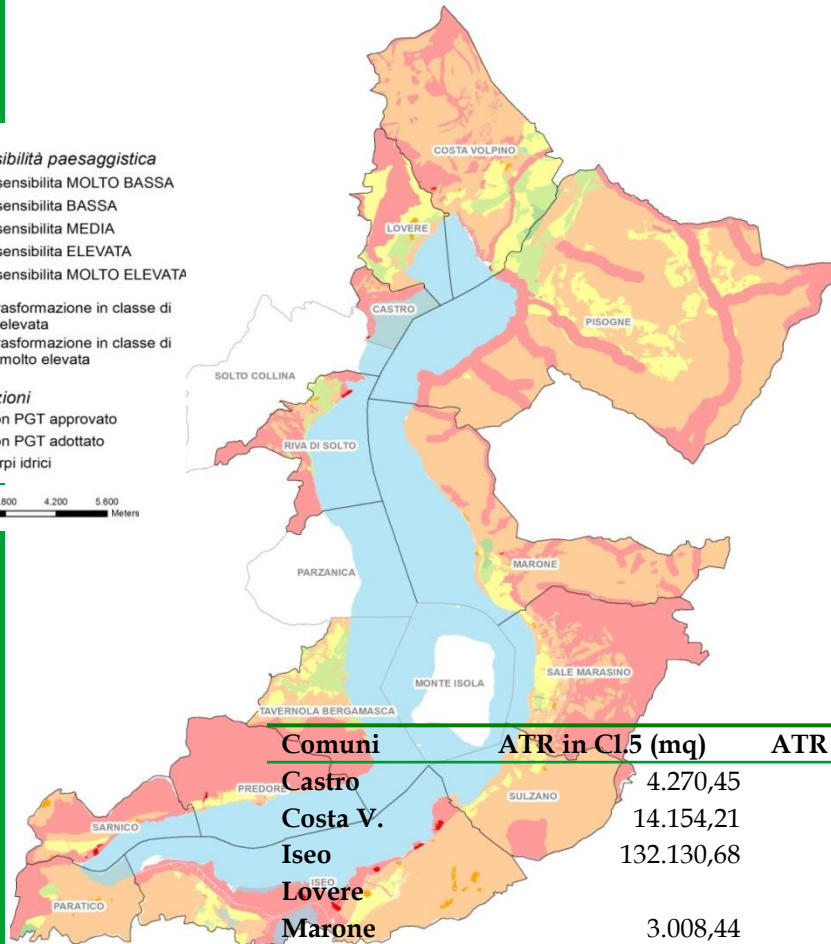 sibilità paesaggistica
sensibilita MOLTO BASSA
sensibilita BASSA
sensibilita MEDIA
sensibilita ELEVATA
sensibilita MOLTO ELEVATA
rasformazione in classe di
elevata
rasformazione in classe di
molto elevata
zioni
on PGT approvato
on PGT adottato
rpi idrici
.800 4.200 5.600
Meters
COSTA VOLPINO
LOVERE
CASTRO
PISOGNE
SOLTO COLLINA
RIVA DI SOLTO
PARZANICA
MARONE
SALE MARASINO
MONTE ISOLA
TAVERNOLA BERGAMASCA
PREDORE
SULZANO
SARNICO
ISEO
PARATICO
Comuni ATR in Cl.5 (mq) ATR
Castro 4.270,45
Costa V. 14.154,21
Iseo 132.130,68
Lovere
Marone 3.008,44